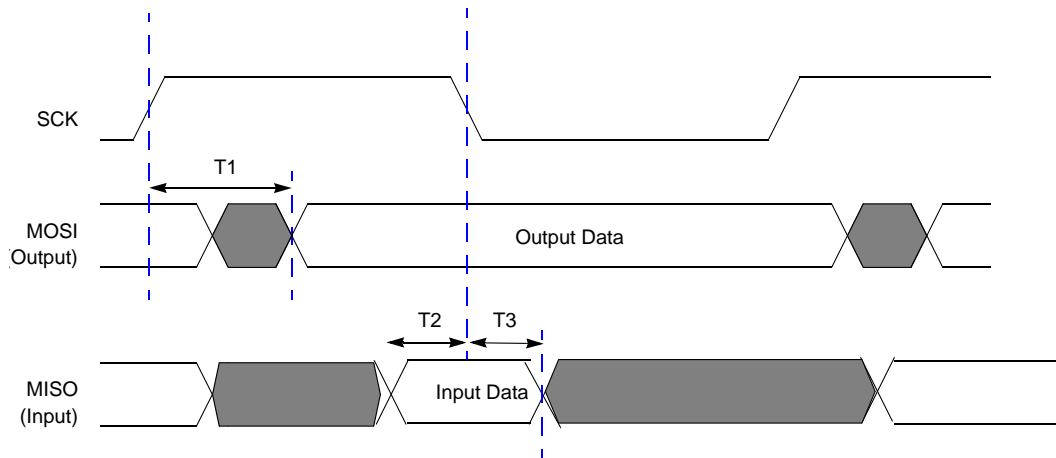 SCK
T1
MOSI
(Output)
Output Data
T2
T3
MISO
(Input)
Input Data